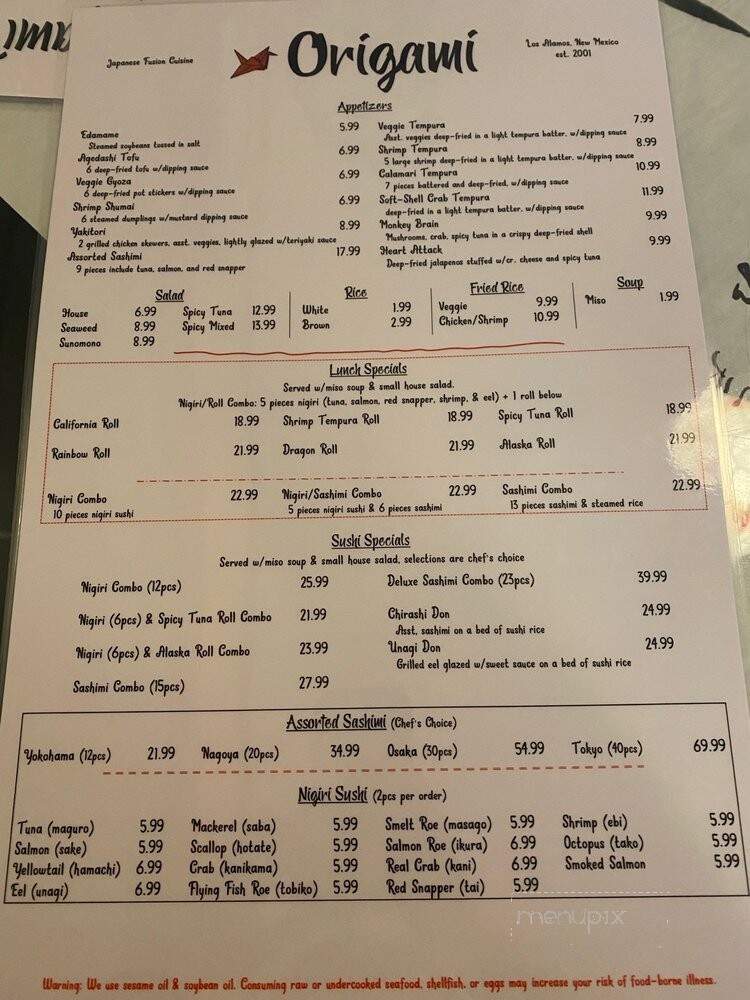 Japanese Fusion Cuisine
Origami
Los Alamos, New Mexico
est. 2001
Appetizers
Edamame 5.99
Steamed soybeans tossed in salt
Agedashi Tofu 6.99
6 deep-fried tofu w/dipping sauce
Veggie Gyoza 6.99
6 deep-fried pot stickers w/dipping sauce
Shrimp Shumai 6.99
6 steamed dumplings w/mustard dipping sauce
Yakitori 8.99
2 grilled chicken skewers, asst. veggies, lightly glazed w/teriyaki sauce
Assorted Sashimi 17.99
9 pieces include tuna, salmon, and red snapper
Veggie Tempura 7.99
Asst. veggies deep-fried in a light tempura batter, w/dipping sauce
Shrimp Tempura 8.99
5 large shrimp deep-fried in a light tempura batter, w/dipping sauce
Calamari Tempura 10.99
7 pieces battered and deep-fried, w/dipping sauce
Soft-Shell Crab Tempura 11.99
deep-fried in a light tempura batter, w/dipping sauce
Monkey Brain 9.99
Mushrooms, crab, spicy tuna in a crispy deep-fried shell
Heart Attack 9.99
Deep-fried jalapenos stuffed w/cr. cheese and spicy tuna
Salad
House 6.99 Spicy Tuna 12.99
Seaweed 8.99 Spicy Mixed 13.99
Sunomono 8.99
Rice
White 1.99
Brown 2.99
Fried Rice
Veggie 9.99
Chicken/Shrimp 10.99
Soup
Miso 1.99
Lunch Specials
Served w/miso soup & small house salad.
Nigiri/Roll Combo: 5 pieces nigiri (tuna, salmon, red snapper, shrimp, & eel) + 1 roll below
California Roll 18.99 Shrimp Tempura Roll 18.99 Spicy Tuna Roll 18.99
Rainbow Roll 21.99 Dragon Roll 21.99 Alaska Roll 21.99
Nigiri Combo 22.99 Nigiri/Sashimi Combo 22.99 Sashimi Combo 22.99
10 pieces nigiri sushi 5 pieces nigiri sushi & 6 pieces sashimi 13 pieces sashimi & steamed rice
Sushi Specials
Served w/miso soup & small house salad, selections are chef's choice
Nigiri Combo (12pcs) 25.99
Nigiri (6pcs) & Spicy Tuna Roll Combo 21.99
Nigiri (6pcs) & Alaska Roll Combo 23.99
Sashimi Combo (15pcs) 27.99
Deluxe Sashimi Combo (23pcs) 39.99
Chirashi Don 24.99
Asst. sashimi on a bed of sushi rice
Unagi Don 24.99
Grilled eel glazed w/sweet sauce on a bed of sushi rice
Assorted Sashimi (Chef's Choice)
Yokohama (12pcs) 21.99 Nagoya (20pcs) 34.99 Osaka (30pcs) 54.99 Tokyo (40pcs) 69.99
Nigiri Sushi (2pcs per order)
Tuna (maguro) 5.99 Mackerel (saba) 5.99 Smelt Roe (masago) 5.99 Shrimp (ebi) 5.99
Salmon (sake) 5.99 Scallop (hotate) 5.99 Salmon Roe (ikura) 6.99 Octopus (tako) 5.99
Yellowtail (hamachi) 6.99 Crab (kanikama) 5.99 Real Crab (kani) 6.99 Smoked Salmon 5.99
Eel (unagi) 6.99 Flying Fish Roe (tobiko) 5.99 Red Snapper (tai) 5.99
menupix
Warning: We use sesame oil & soybean oil. Consuming raw or undercooked seafood, shellfish, or eggs may increase your risk of food-borne illness.